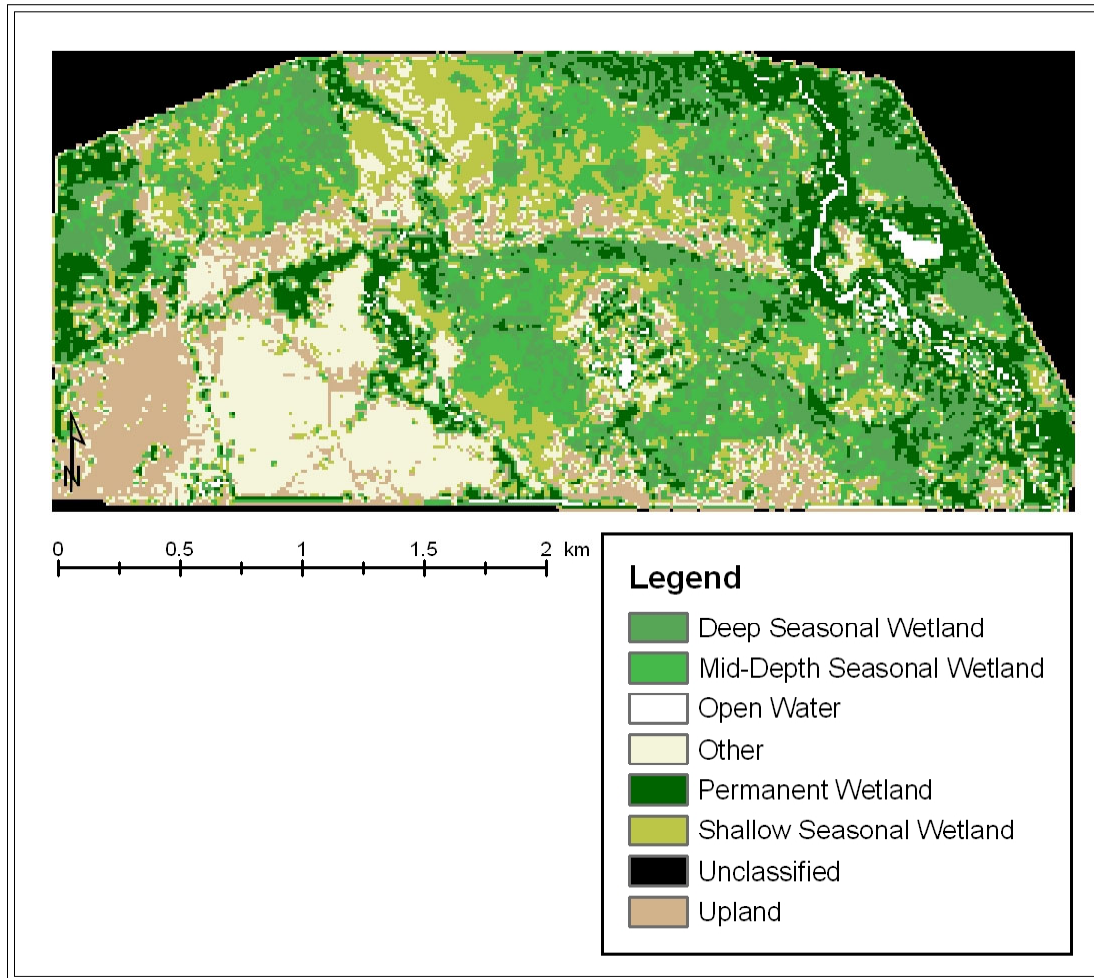 N
0 0.5 1 1.5 2 km
Legend
Deep Seasonal Wetland
Mid-Depth Seasonal Wetland
Open Water
Other
Permanent Wetland
Shallow Seasonal Wetland
Unclassified
Upland